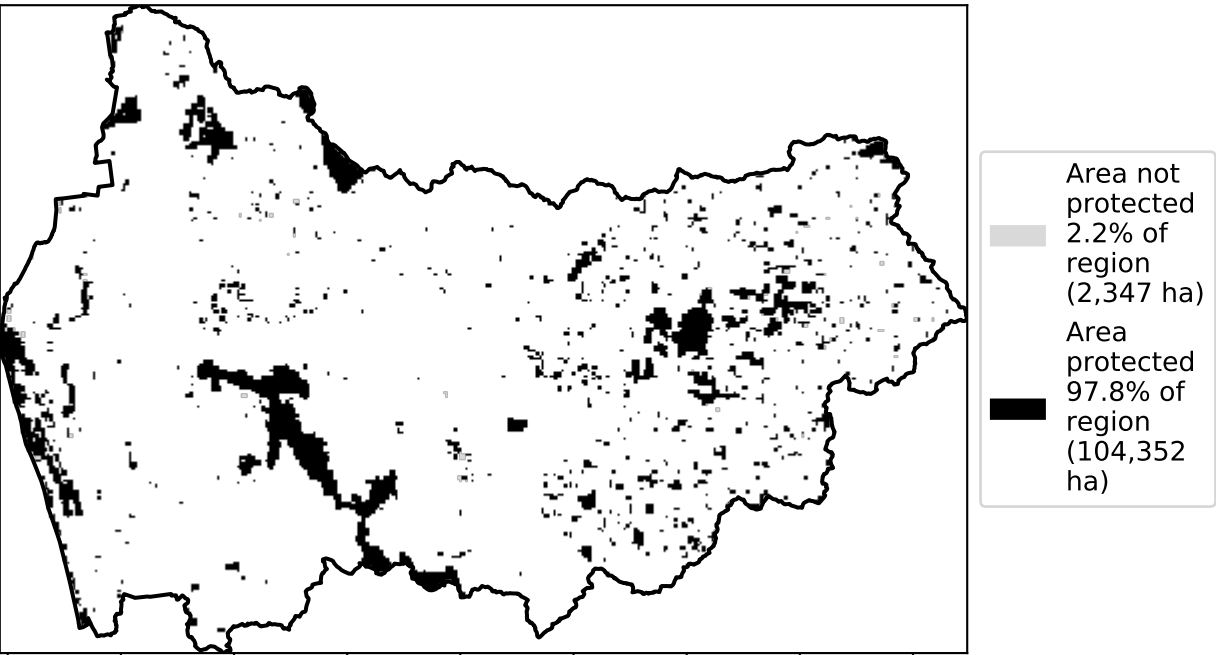 Area not
protected
2.2% of
region
(2,347 ha)
Area
protected
97.8% of
region
(104,352
ha)